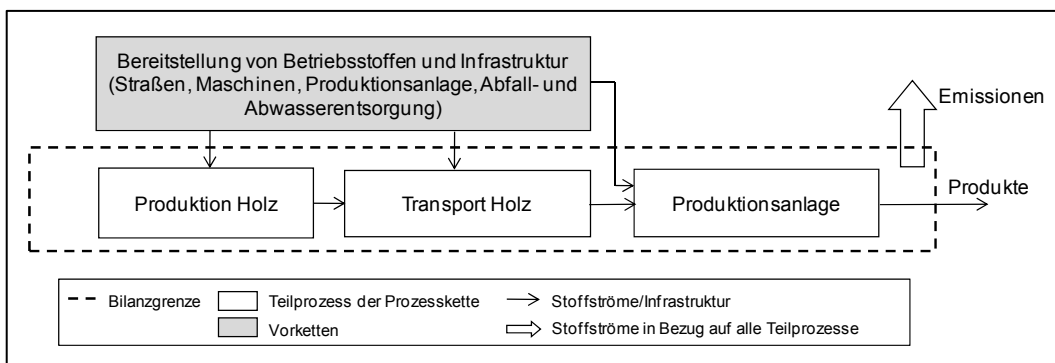 Bereitstellung von Betriebsstoffen und Infrastruktur
(Straßen, Maschinen, Produktionsanlage, Abfall- und
Abwasserentsorgung)
Emissionen
Produktion Holz
Transport Holz
Produktionsanlage
Produkte
Bilanzgrenze
Teilprozess der Prozesskette
Stoffströme/Infrastruktur
Vorketten
Stoffströme in Bezug auf alle Teilprozesse